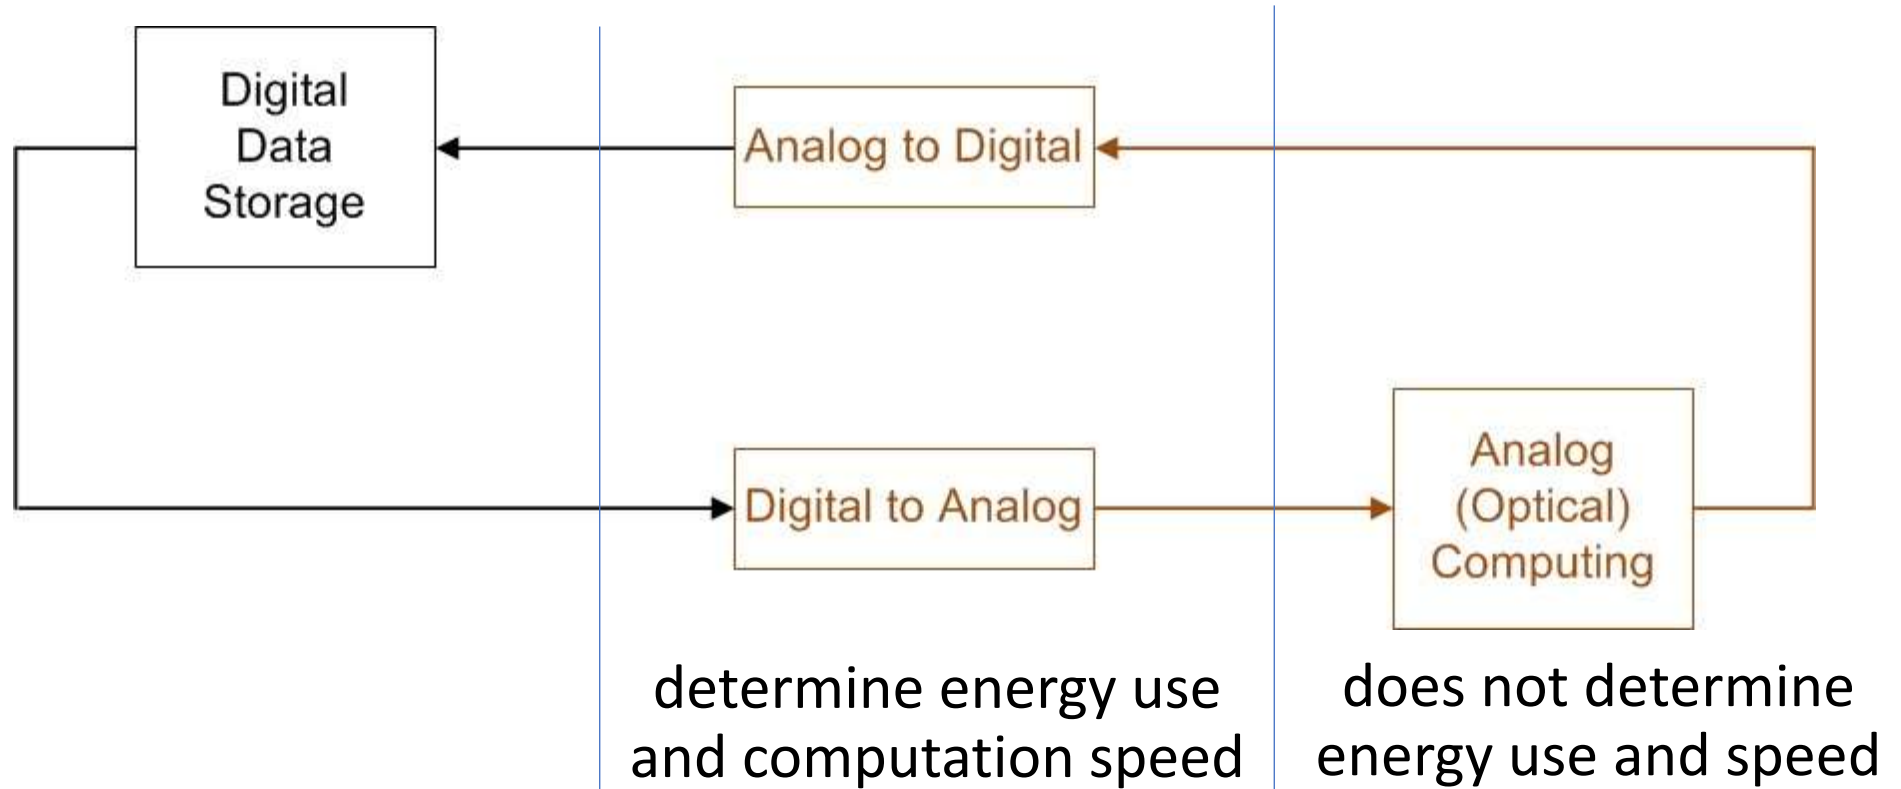 Digital
Data
Storage
Analog to Digital
Digital to Analog
Analog
(Optical)
Computing
determine energy use
and computation speed
does not determine
energy use and speed